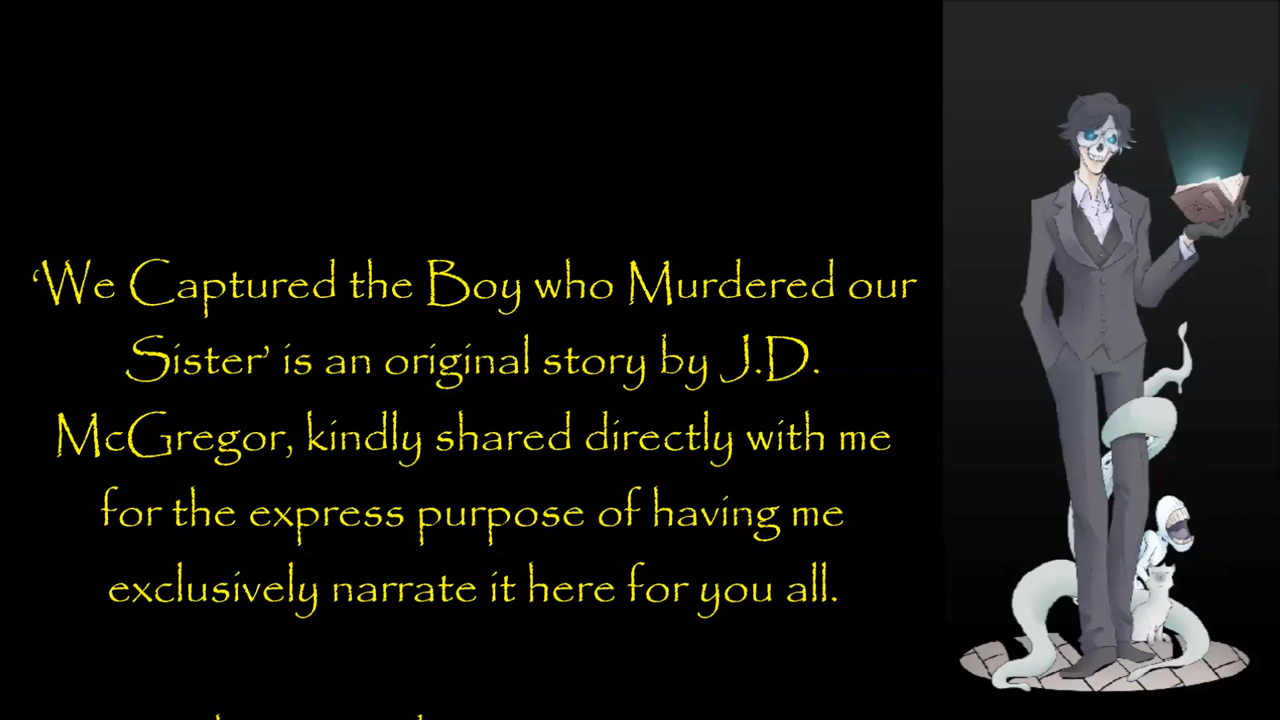 ‘We Captured the Boy who Murdered our
Sister’ is an original story by J.D.
McGregor, kindly shared directly with me
for the express purpose of having me
exclusively narrate it here for you all.